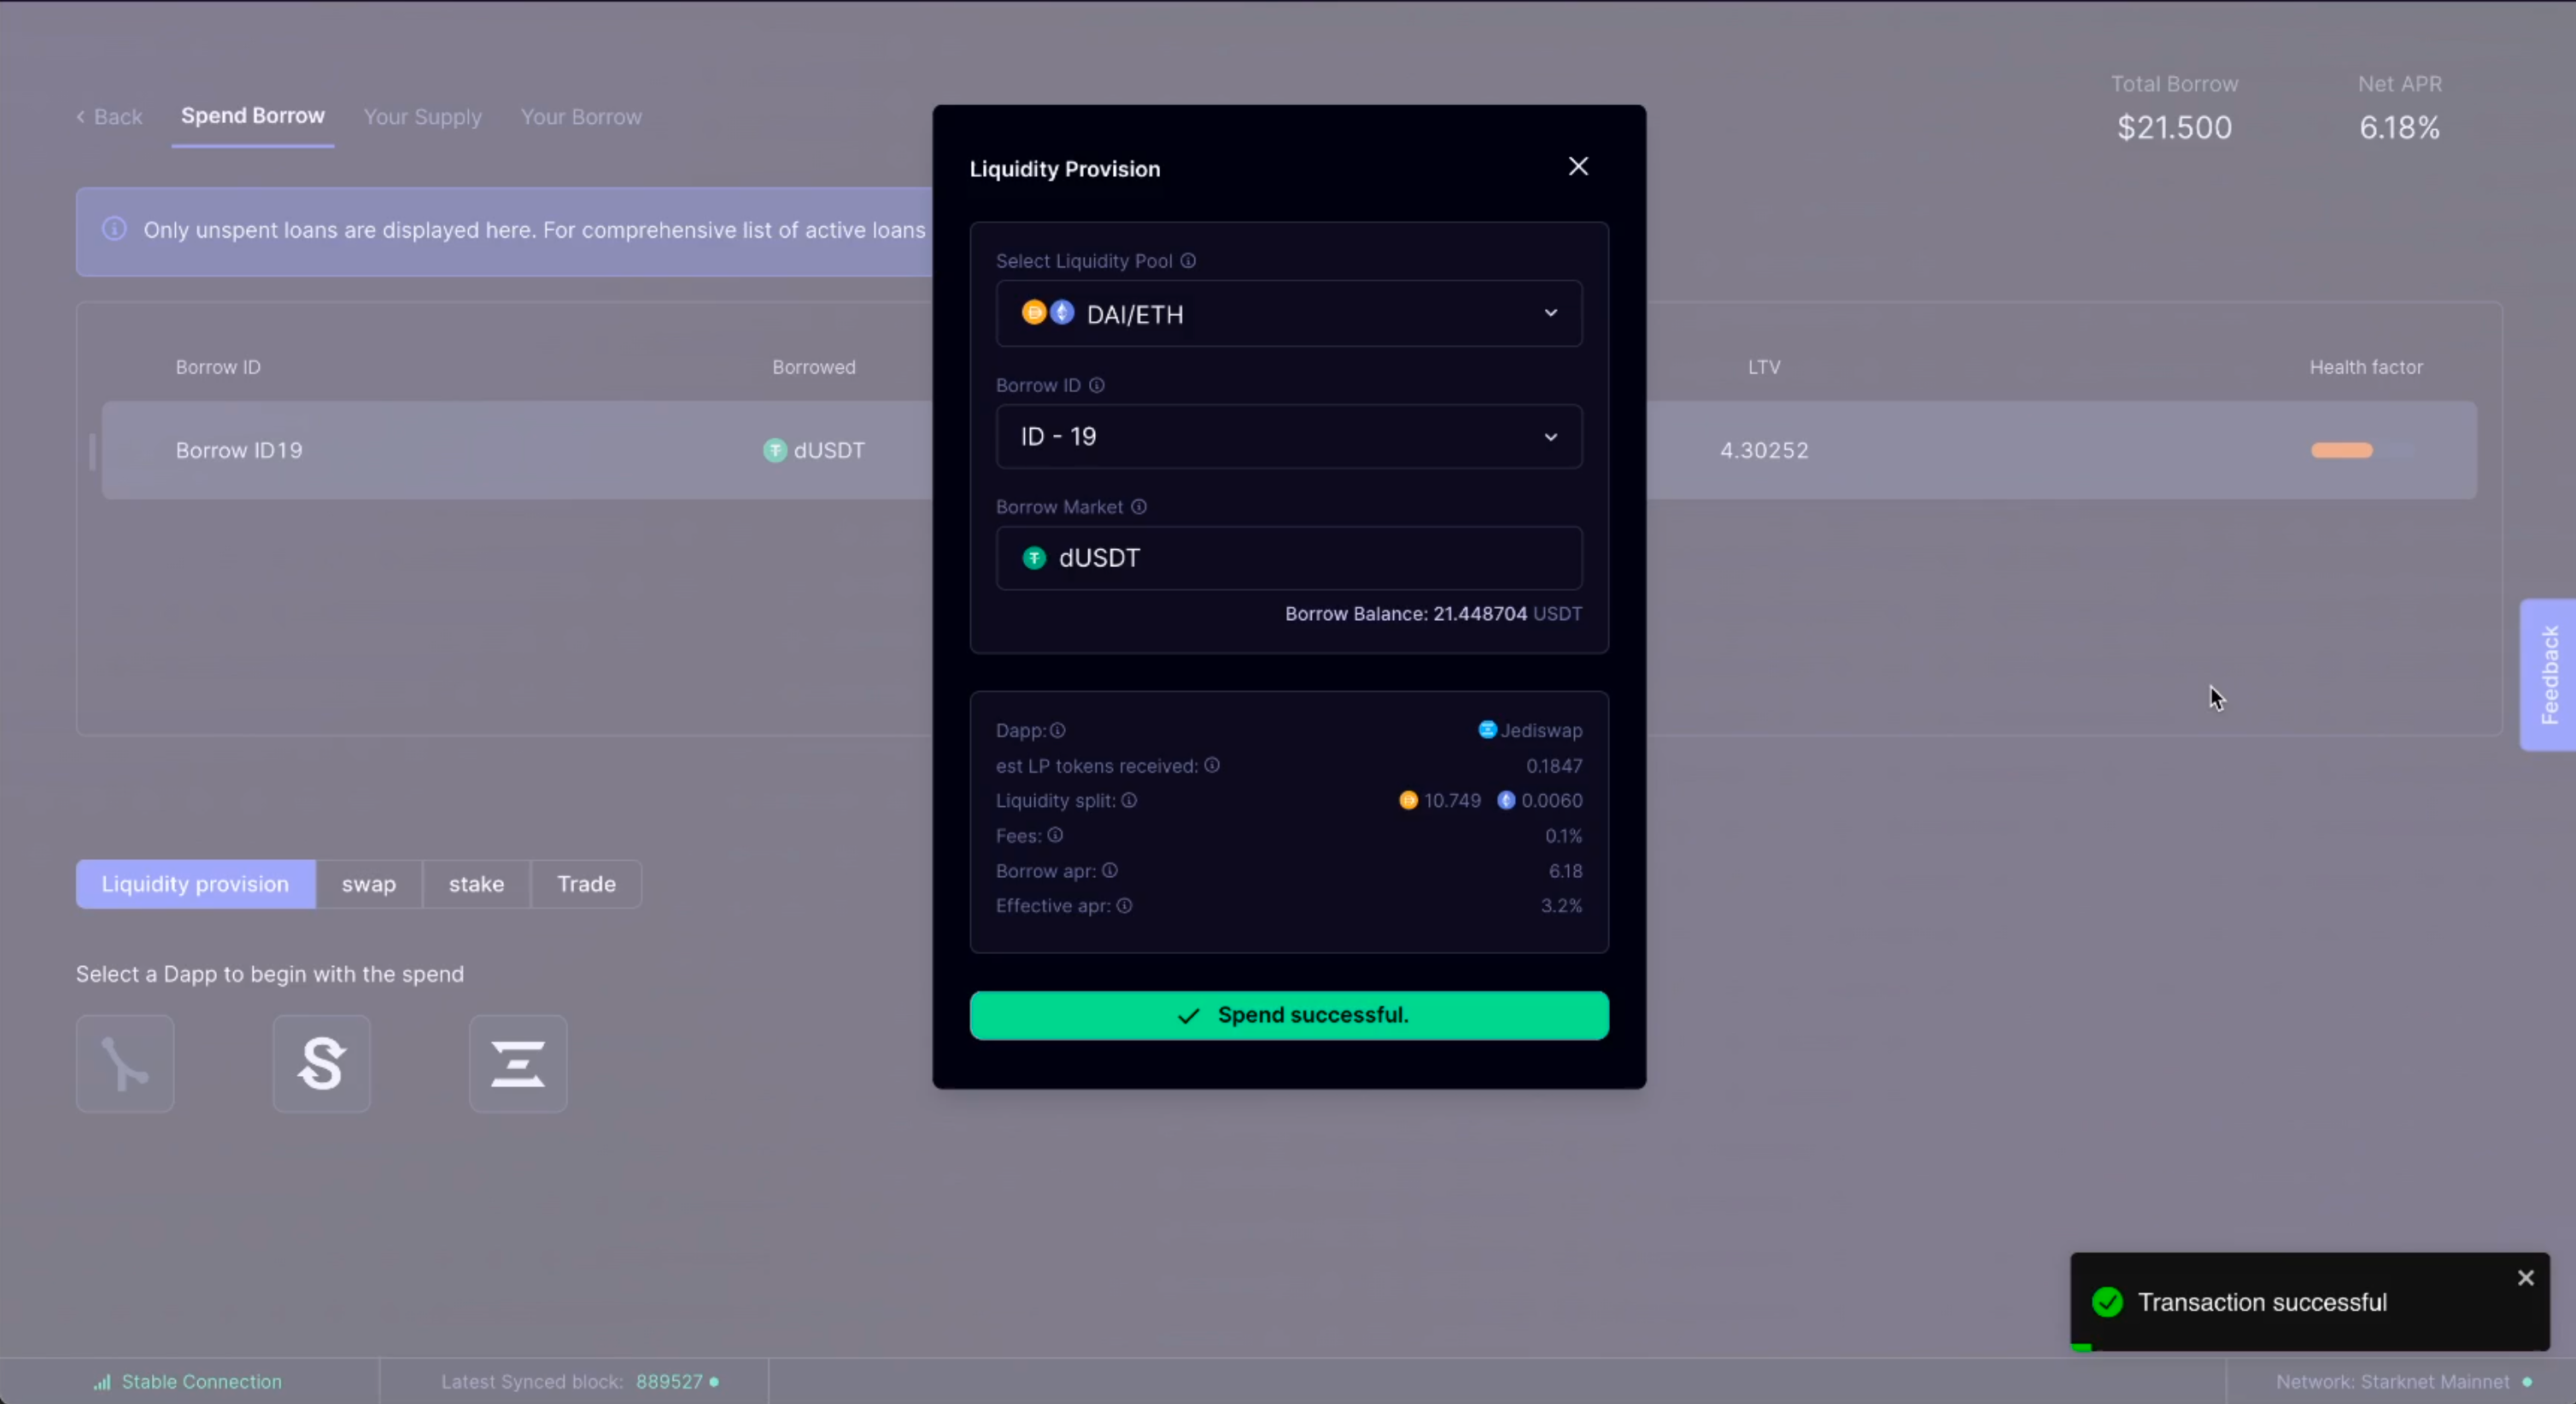 Total Borrow Net APR
$21.500 6.18%
Back Spend Borrow Your Supply Your Borrow
Only unspent loans are displayed here. For comprehensive list of active loans
Borrow ID Borrowed LTV Health factor
Borrow ID19 dUSDT 4.30252
Liquidity provision swap stake Trade
Select a Dapp to begin with the spend
Liquidity Provision
Select Liquidity Pool
DAI/ETH
Borrow ID
ID - 19
Borrow Market
dUSDT
Borrow Balance: 21.448704 USDT
Dapp: Jediswap
est LP tokens received: 0.1847
Liquidity split: 10.749 0.0060
Fees: 0.1%
Borrow apr: 6.18
Effective apr: 3.2%
Spend successful.
Feedback
Transaction successful
Stable Connection Latest Synced block: 889527 Network: Starknet Mainnet